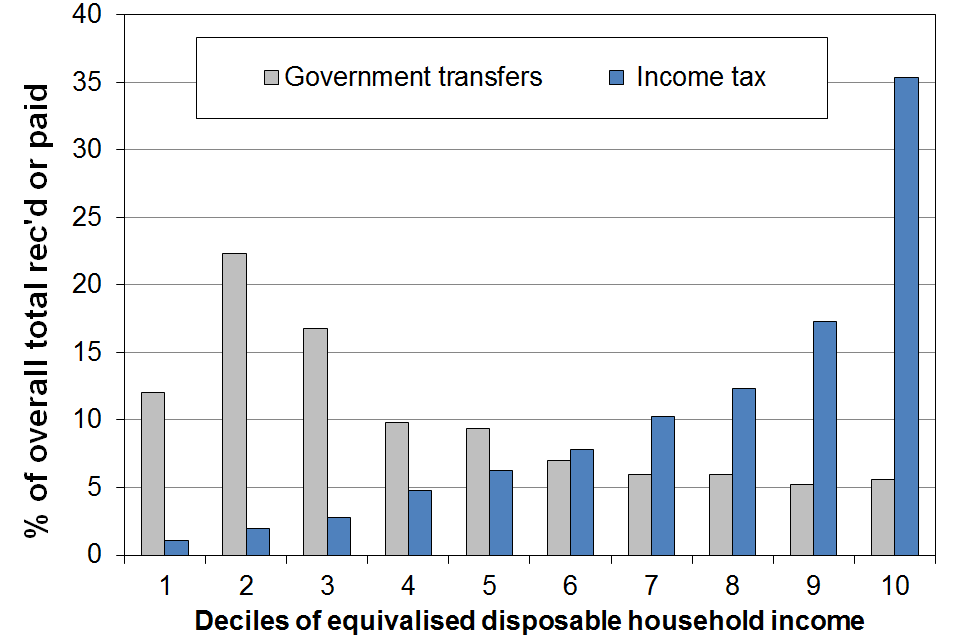 40
35
30
25
20
15
10
5
0
% of overall total rec'd or paid
Government transfers Income tax
1 2 3 4 5 6 7 8 9 10
Deciles of equivalised disposable household income